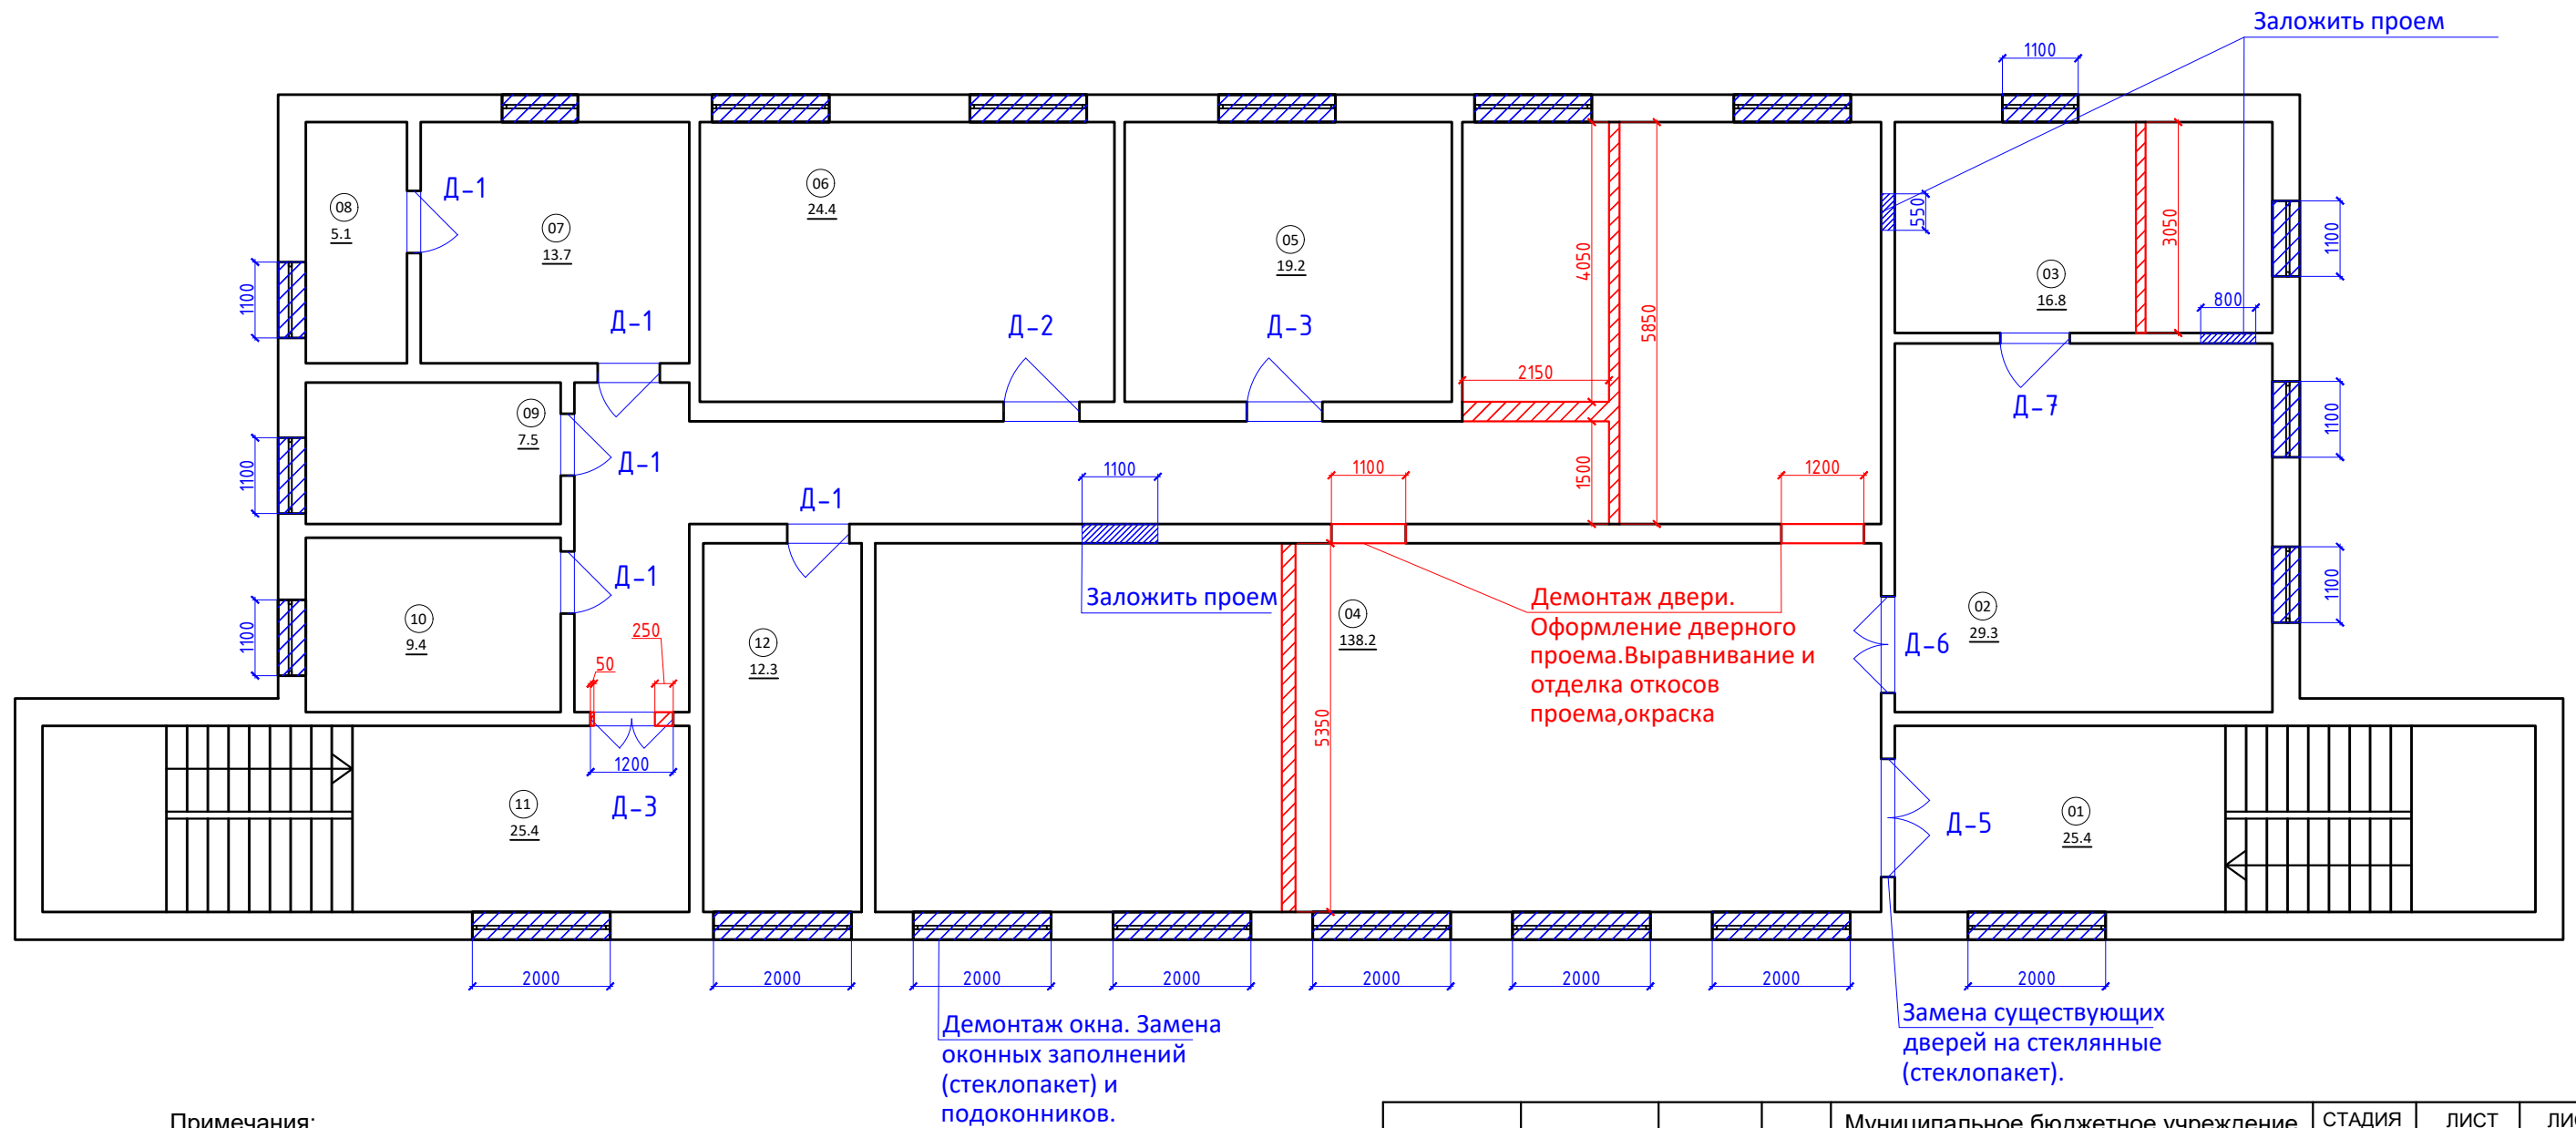 Заложить проем
1100
08
5.1
Д-1
07
13.7
06
24.4
05
19.2
4050
5850
550
3050
03
16.8
800
1100
1100
Д-1
Д-2
Д-3
2150
Д-7
1100
09
7.5
Д-1
1100
Д-1
1100
1100
1500
1200
1100
Заложить проем
Демонтаж двери.
Оформление дверного
проема.Выравнивание и
отделка откосов
проема,окраска
10
9.4
Д-1
1100
250
50
12
12.3
04
138.2
5350
Д-6
02
29.3
1200
Д-3
11
25.4
Д-5
01
25.4
2000
2000
2000
2000
2000
2000
2000
2000
Демонтаж окна. Замена
оконных заполнений
(стеклопакет) и
подоконников.
Замена существующих
дверей на стеклянные
(стеклопакет).
Примечания:
Муниципальное бюджетное учреждение
СТАДИЯ
ЛИСТ